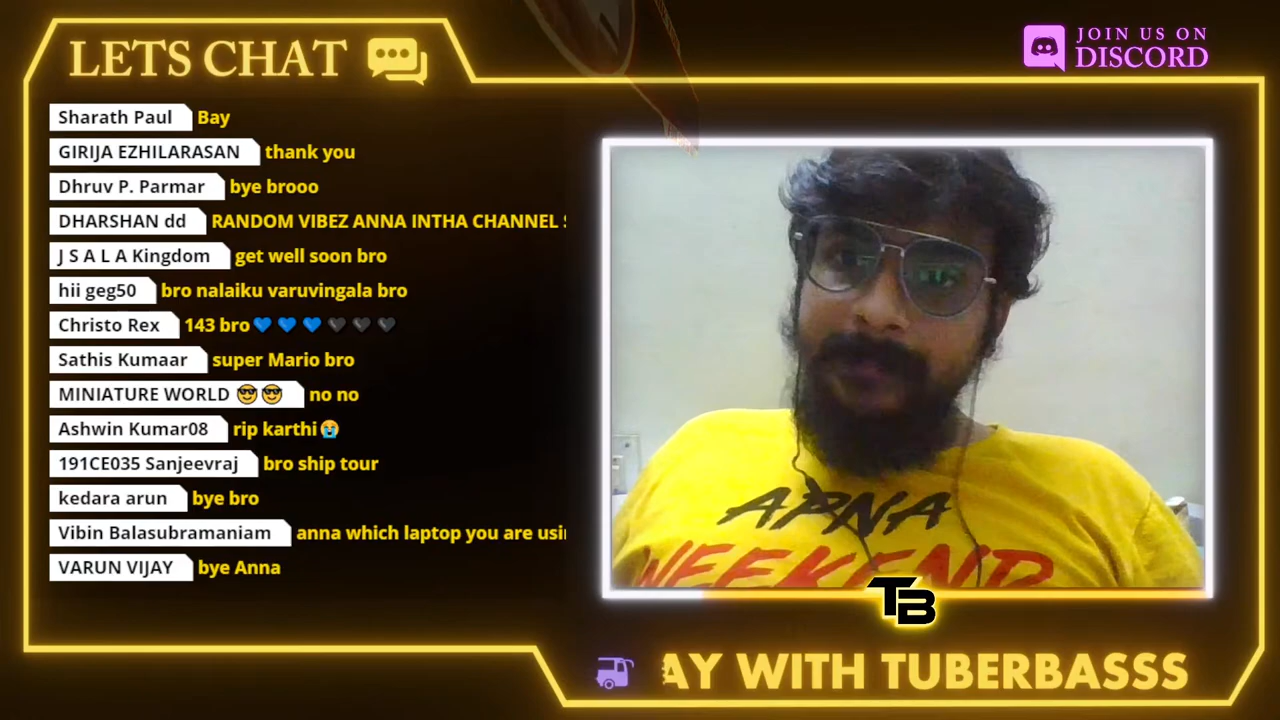 LETS CHAT
JOIN US ON
DISCORD
Sharath Paul Bay
GIRIJA EZHILARASAN thank you
Dhruv P. Parmar bye brooo
DHARSHAN dd RANDOM VIBEZ ANNA INTHA CHANNEL
J S A L A Kingdom get well soon bro
hii geg50 bro nalaiku varuvingala bro
Christo Rex 143 bro💙💙💙🖤🖤🖤
Sathis Kumaar super Mario bro
MINIATURE WORLD 😎😎 no no
Ashwin Kumar08 rip karthi😭
191CE035 Sanjeevraj bro ship tour
kedara arun bye bro
Vibin Balasubramaniam anna which laptop you are usi
VARUN VIJAY bye Anna
APNA
WEEKEND
TB
AY WITH TUBERBASSS